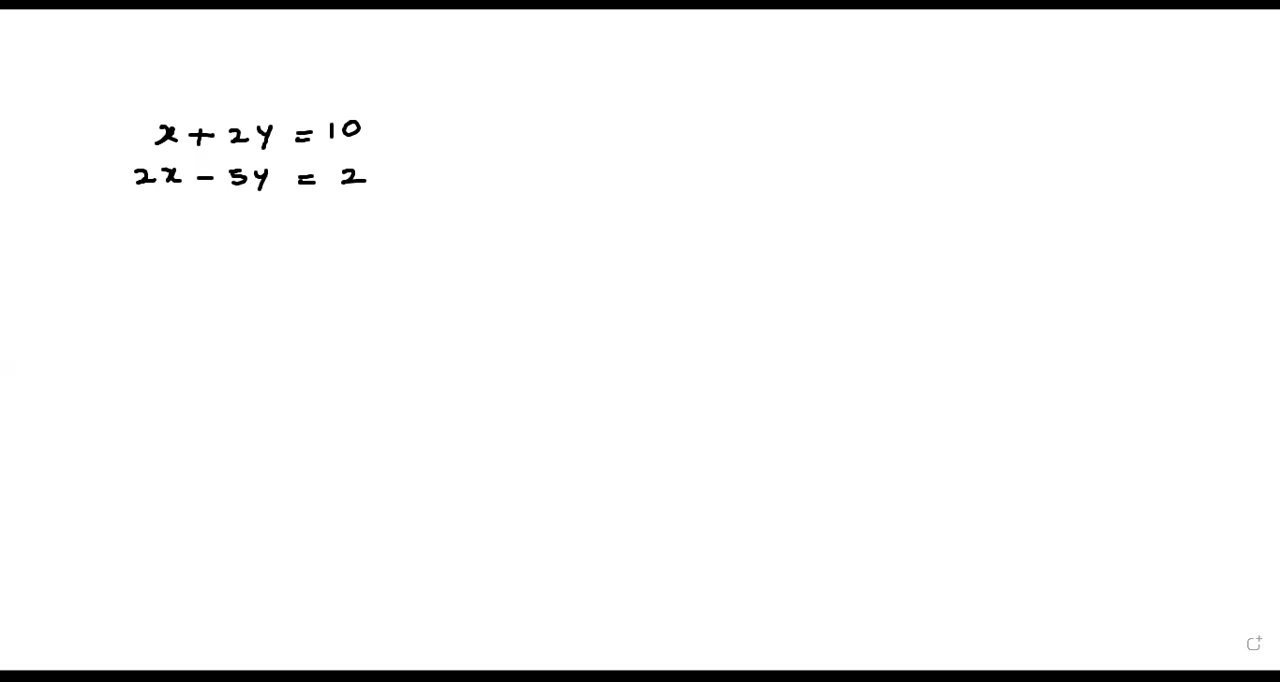 x + 2y = 10
2x - 5y = 2